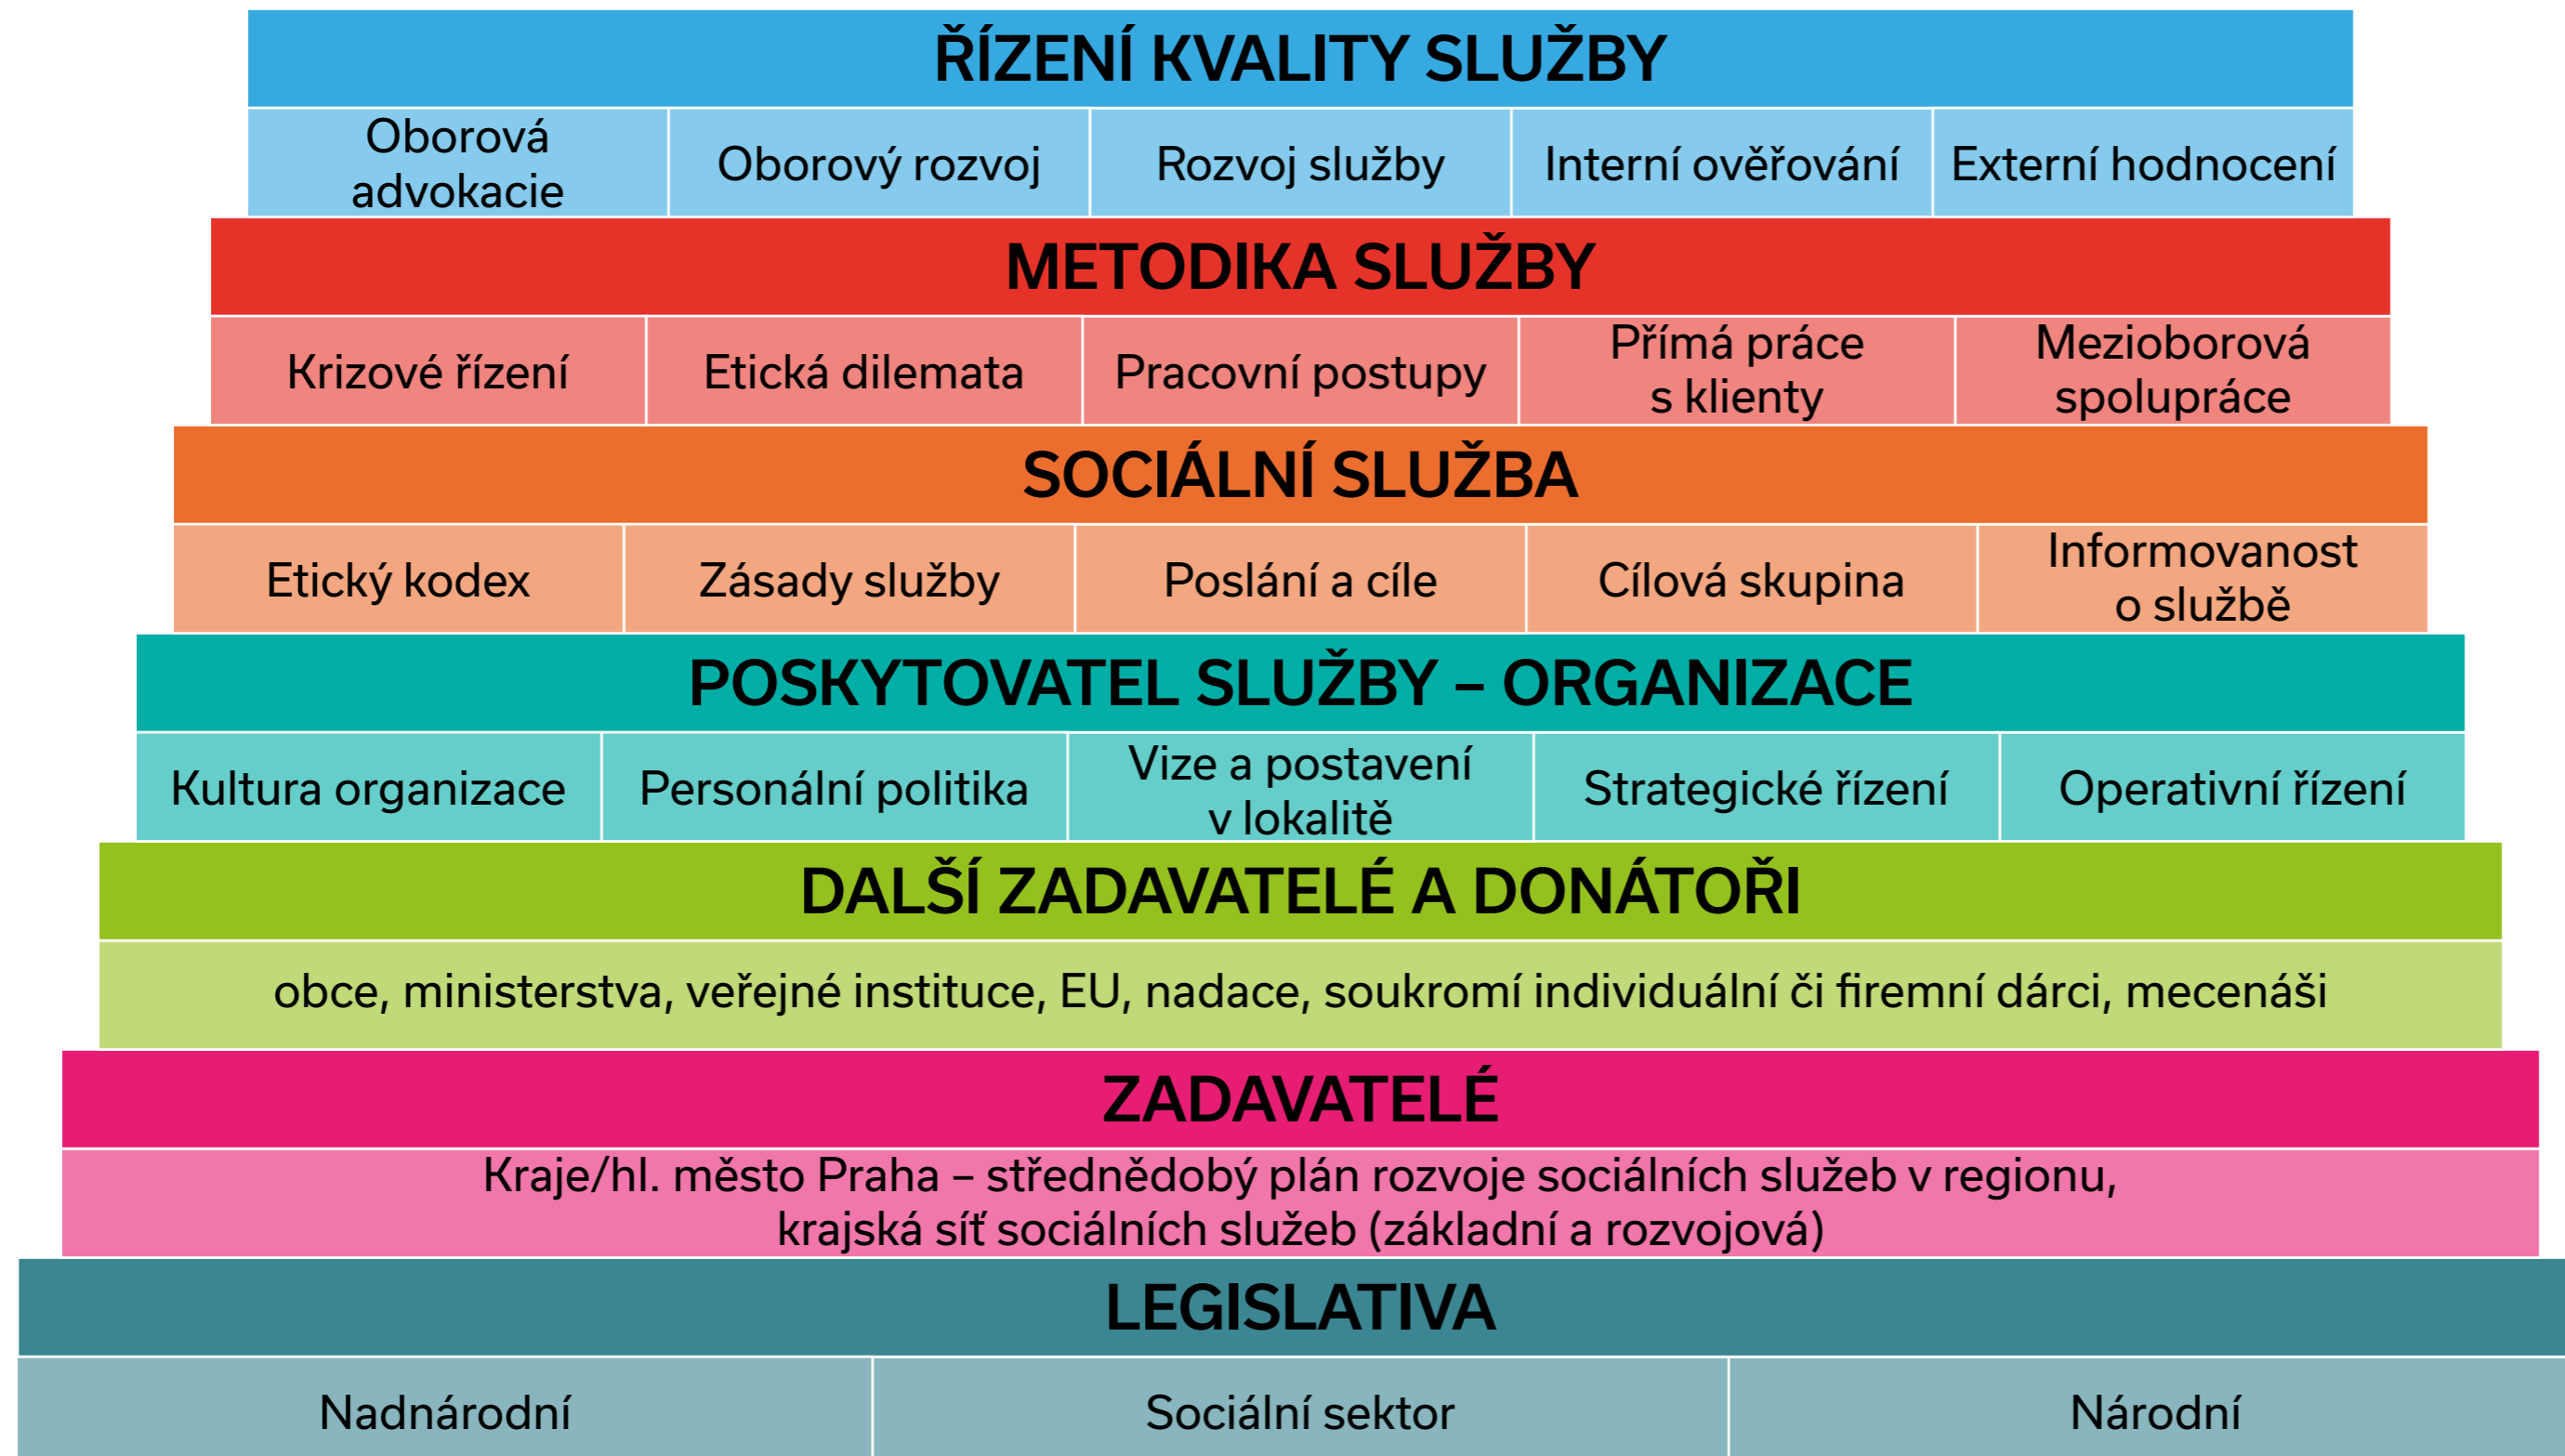 ŘÍZENÍ KVALITY SLUŽBY
Oborová
advokacie
Oborový rozvoj
Rozvoj služby
Interní ověřování
Externí hodnocení
METODIKA SLUŽBY
Krizové řízení
Etická dilemata
Pracovní postupy
Přímá práce
s klienty
Mezioborová
spolupráce
SOCIÁLNÍ SLUŽBA
Etický kodex
Zásady služby
Poslání a cíle
Cílová skupina
Informovanost
o službě
POSKYTOVATEL SLUŽBY – ORGANIZACE
Kultura organizace
Personální politika
Vize a postavení
v lokalitě
Strategické řízení
Operativní řízení
DALŠÍ ZADAVATELÉ A DONÁTOŘI
obce, ministerstva, veřejné instituce, EU, nadace, soukromí individuální či firemní dárci, mecenáši
ZADAVATELÉ
Kraje/hl. město Praha – střednědobý plán rozvoje sociálních služeb v regionu,
krajská síť sociálních služeb (základní a rozvojová)
LEGISLATIVA
Nadnárodní
Sociální sektor
Národní